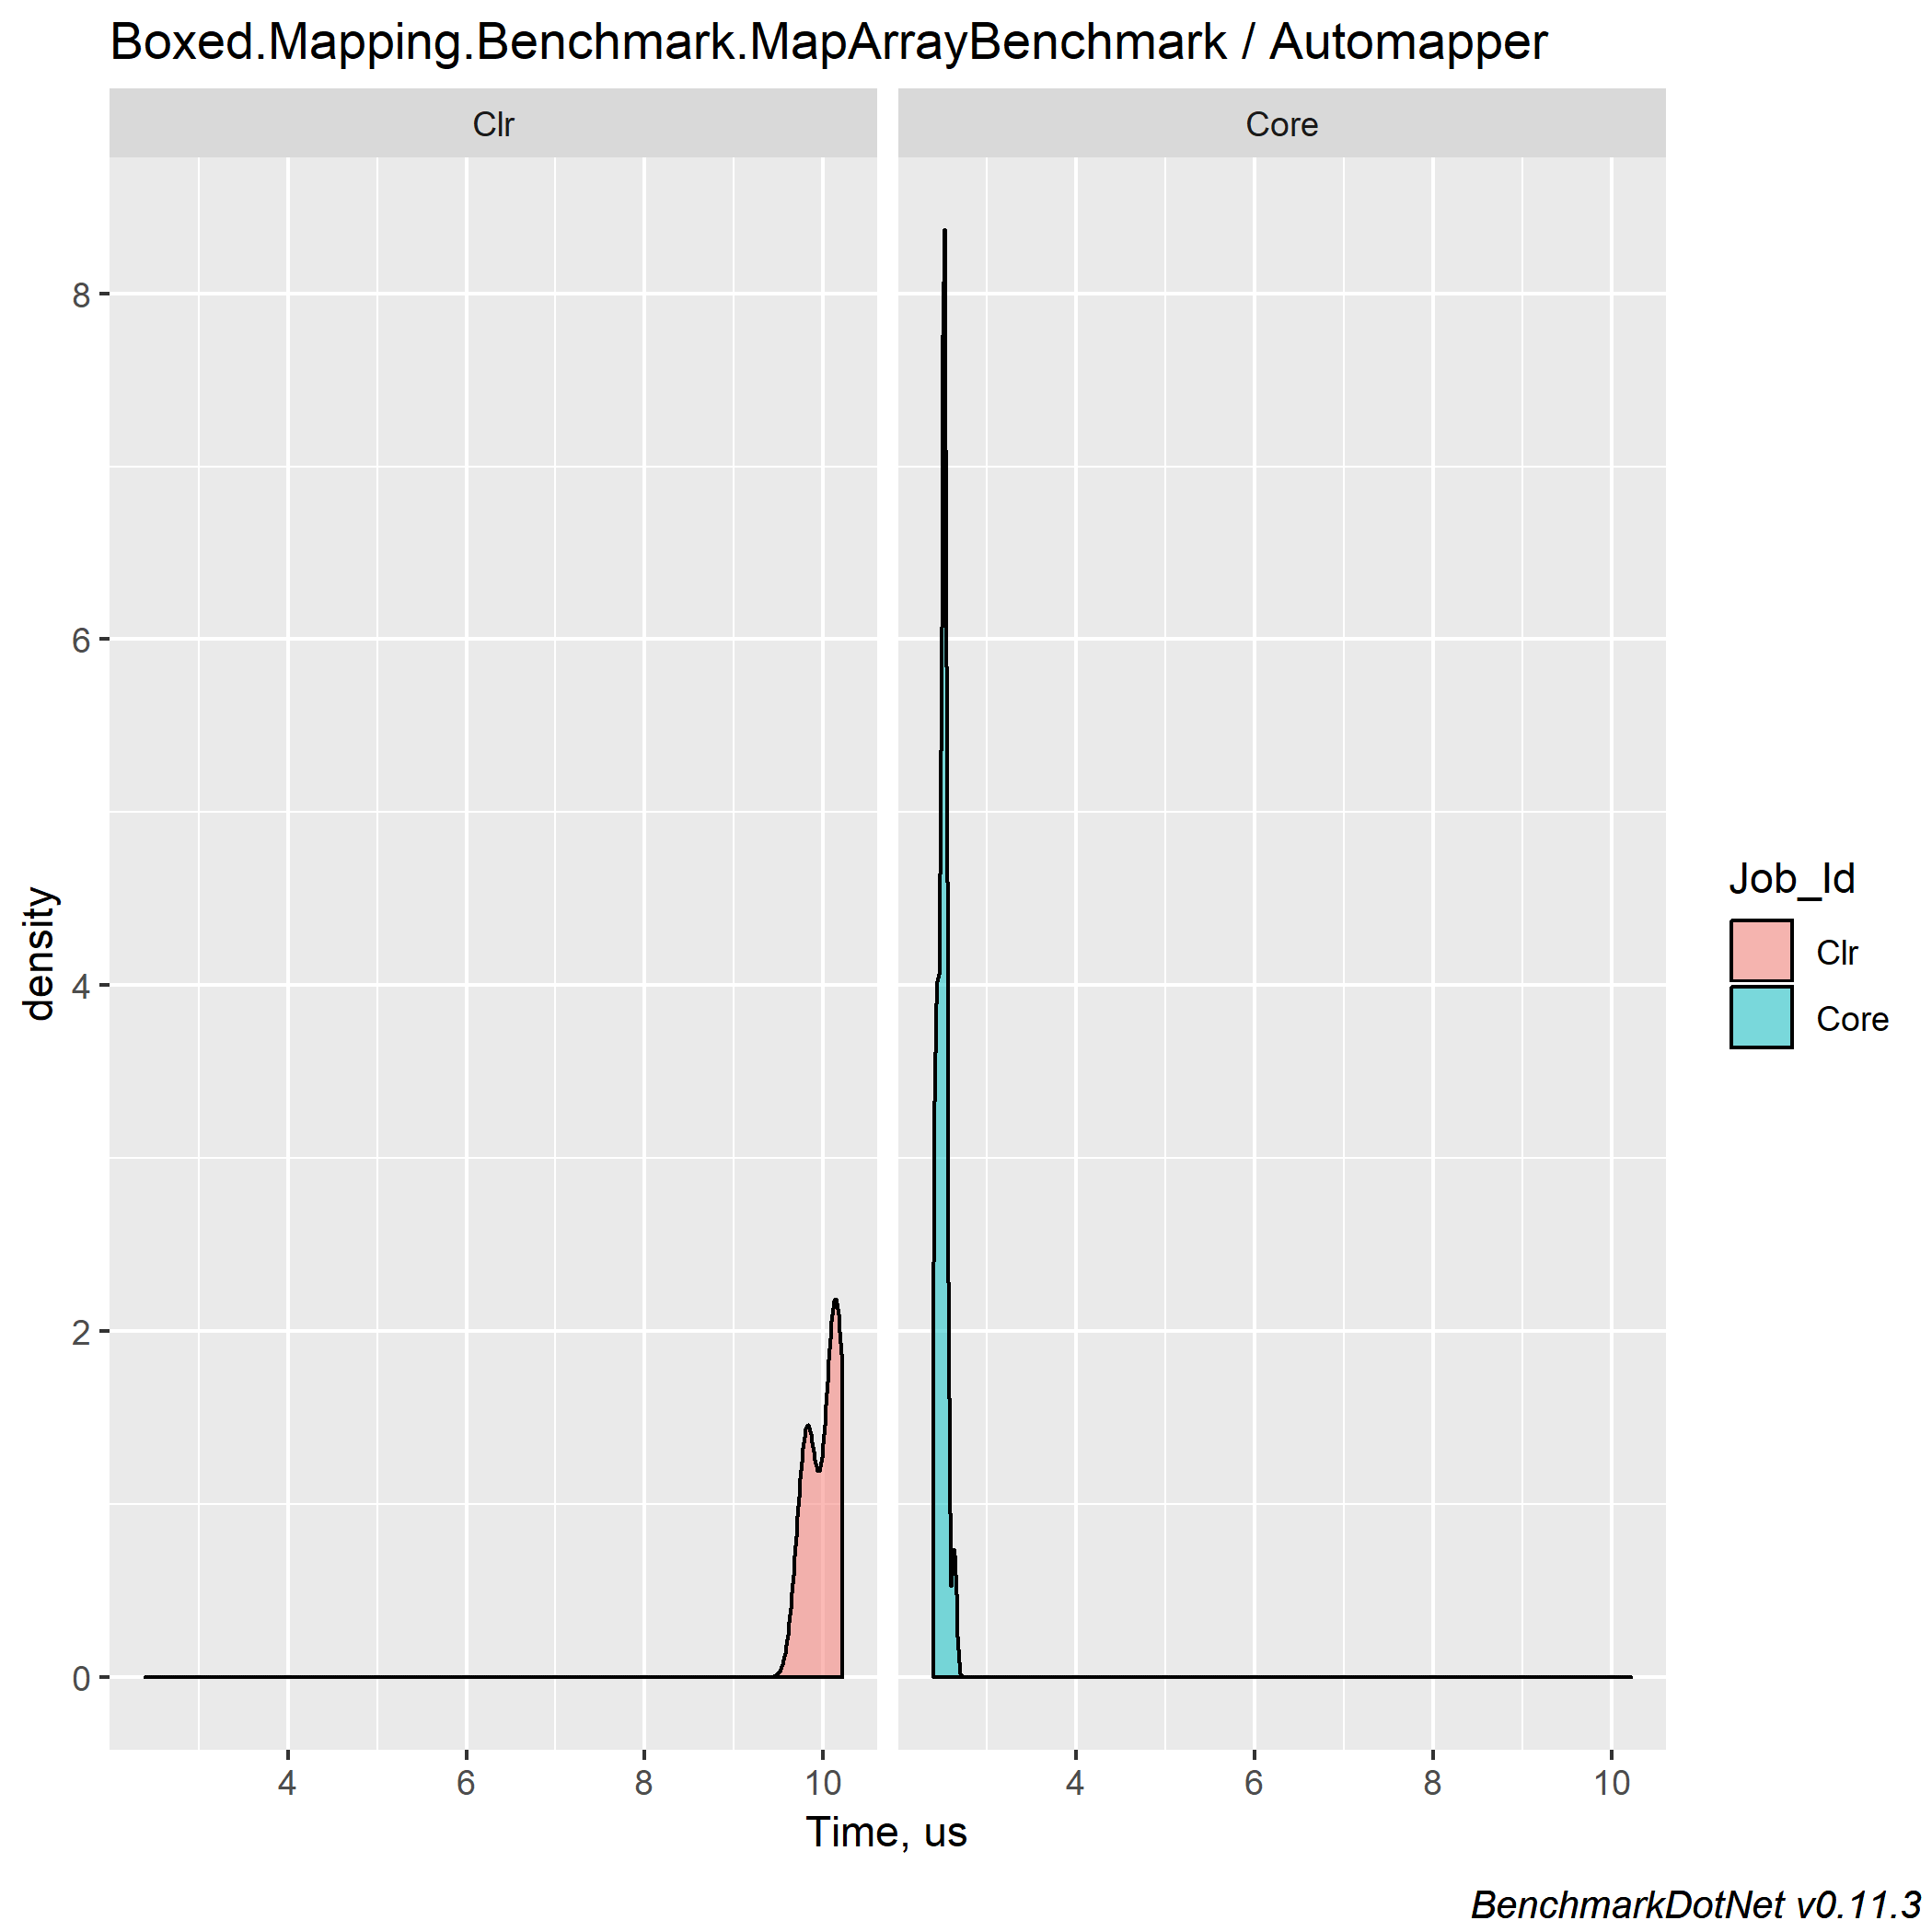 Boxed.Mapping.Benchmark.MapArrayBenchmark / Automapper
Clr
Core
8
6
4
2
0
density
4
6
8
10
4
6
8
10
Time, us
Job_Id
Clr
Core
BenchmarkDotNet v0.11.3